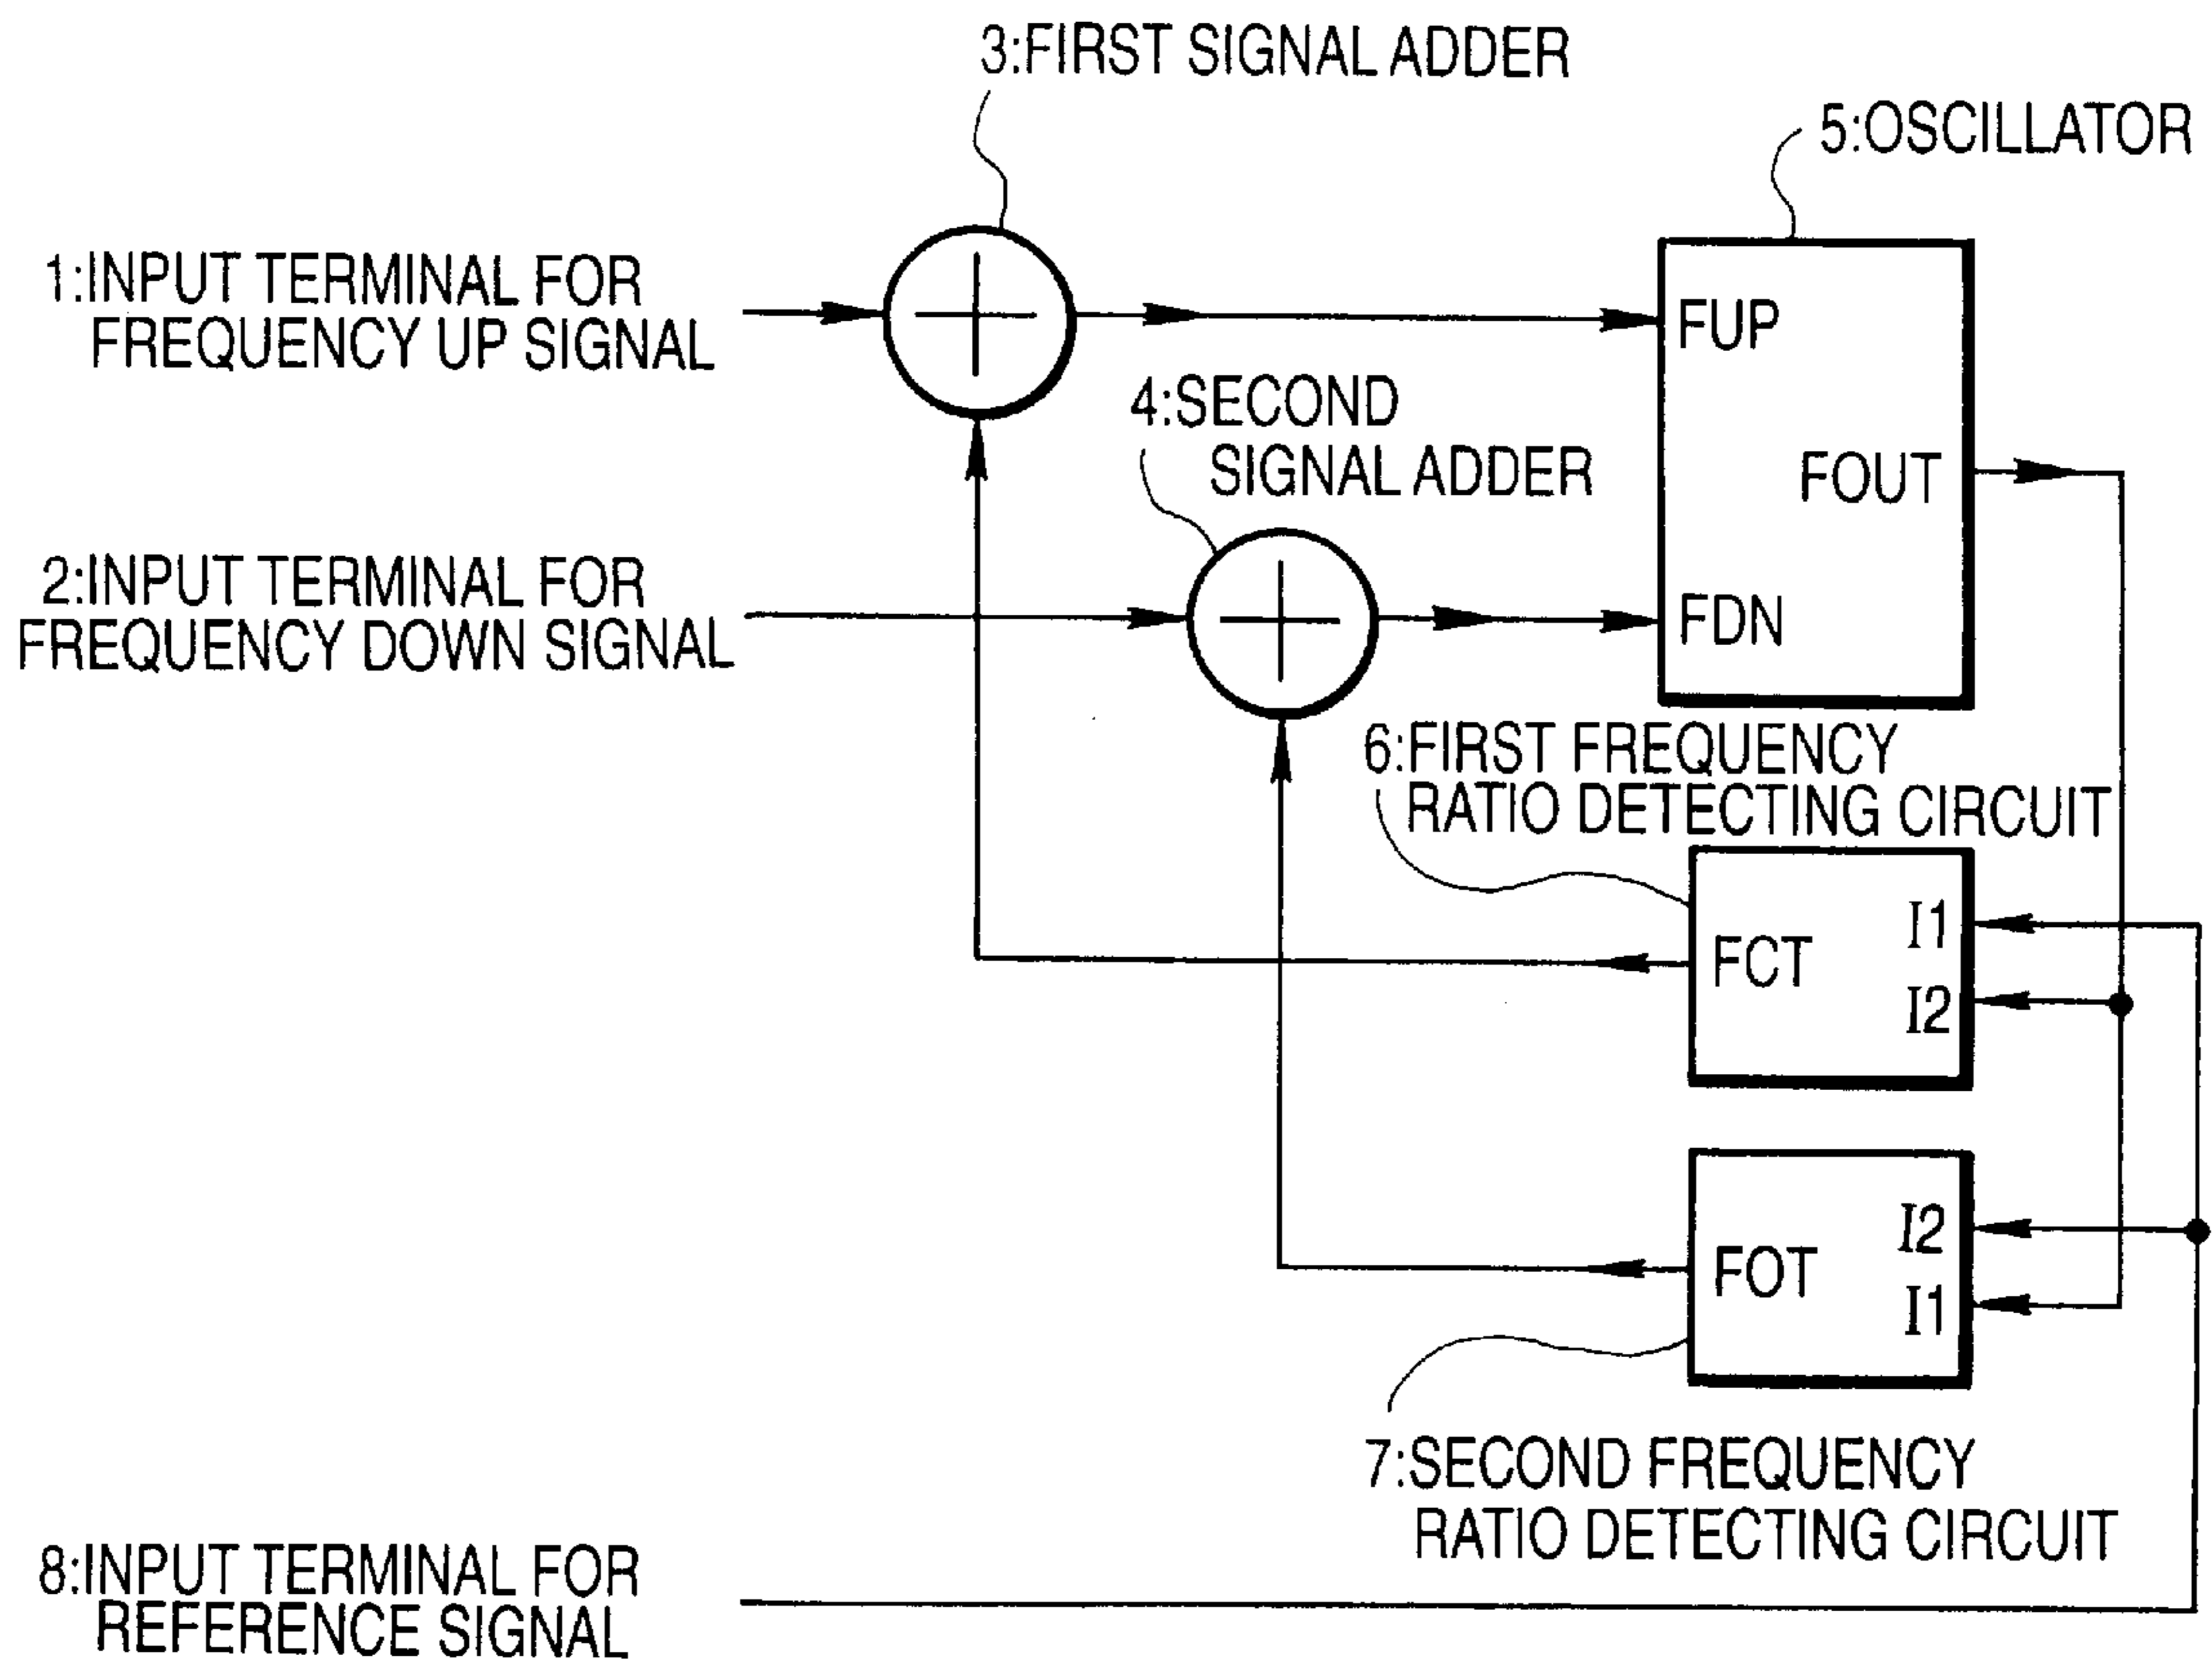 3:FIRST SIGNAL ADDER
5:OSCILLATOR
1:INPUT TERMINAL FOR
FREQUENCY UP SIGNAL
FUP
4:SECOND
SIGNAL ADDER
FOUT
2:INPUT TERMINAL FOR
FREQUENCY DOWN SIGNAL
FDN
6:FIRST FREQUENCY
RATIO DETECTING CIRCUIT
I1
FCT
I2
I2
FOT
I1
7:SECOND FREQUENCY
RATIO DETECTING CIRCUIT
8:INPUT TERMINAL FOR
REFERENCE SIGNAL